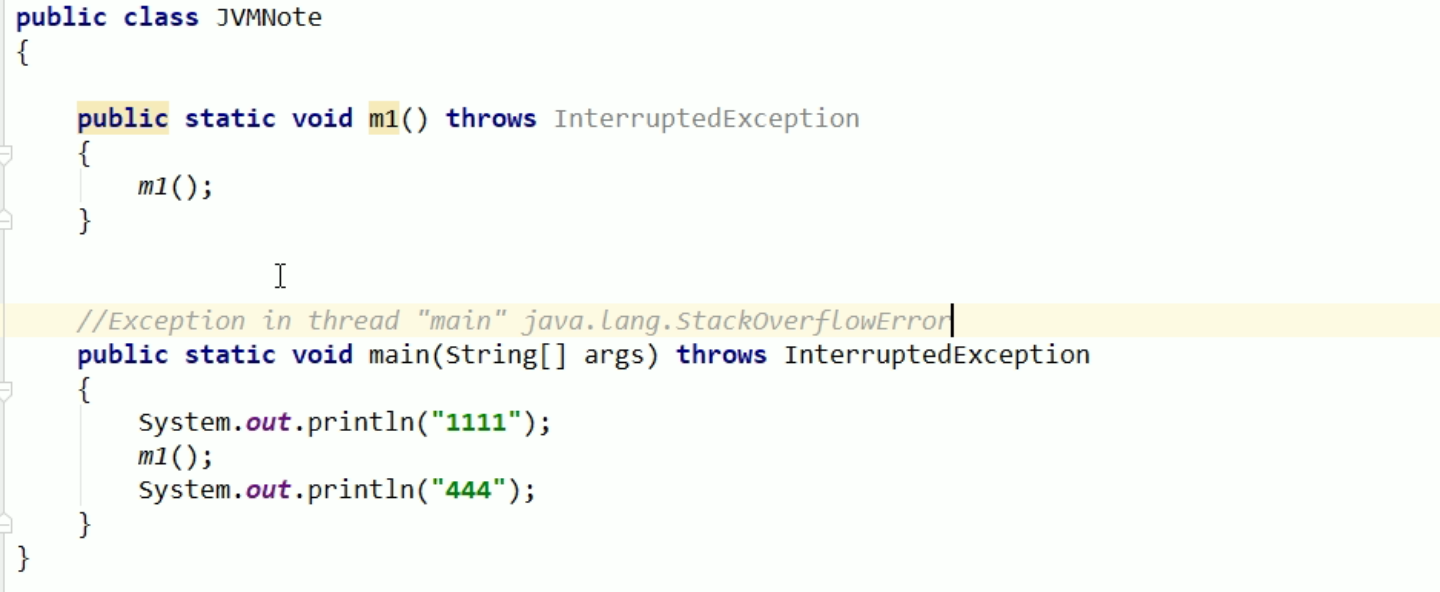 public class JVMNote
{
public static void m1() throws InterruptedException
{
m1();
}
//Exception in thread "main" java.lang.StackOverflowError
public static void main(String[] args) throws InterruptedException
{
System.out.println("1111");
m1();
System.out.println("444");
}
}